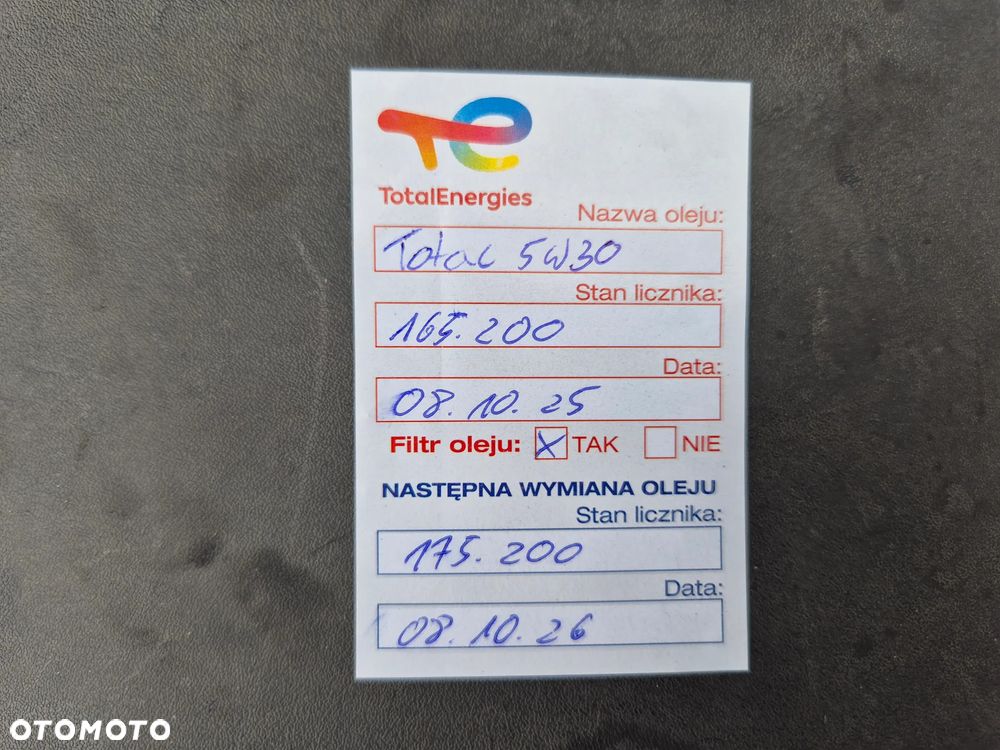 TotalEnergies
Nazwa oleju:
Total 5W30
Stan licznika:
165.200
Data:
08.10.25
Filtr oleju: X TAK NIE
NASTĘPNA WYMIANA OLEJU
Stan licznika:
175.200
Data:
08.10.26
OTOMOTO